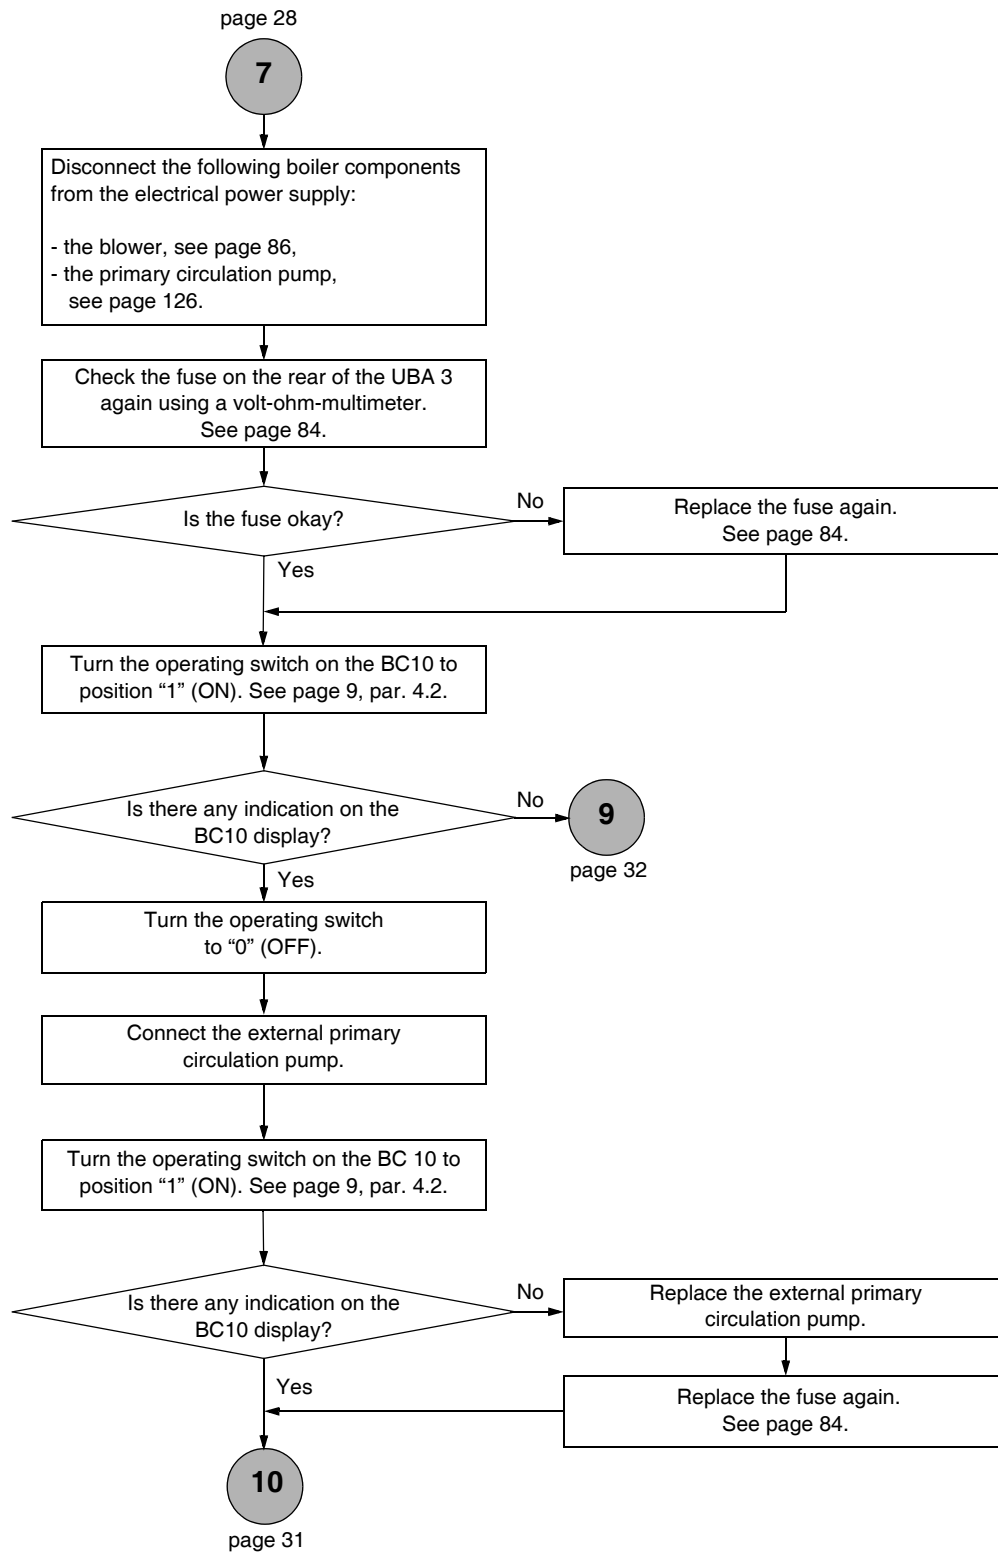 page 28
7
Disconnect the following boiler components
from the electrical power supply:
- the blower, see page 86,
- the primary circulation pump,
see page 126.
Check the fuse on the rear of the UBA 3
again using a volt-ohm-multimeter.
See page 84.
Is the fuse okay?
No
Replace the fuse again.
See page 84.
Yes
Turn the operating switch on the BC10 to
position “1” (ON). See page 9, par. 4.2.
Is there any indication on the
BC10 display?
No
9
page 32
Yes
Turn the operating switch
to “0” (OFF).
Connect the external primary
circulation pump.
Turn the operating switch on the BC 10 to
position “1” (ON). See page 9, par. 4.2.
Is there any indication on the
BC10 display?
No
Replace the external primary
circulation pump.
Yes
Replace the fuse again.
See page 84.
10
page 31